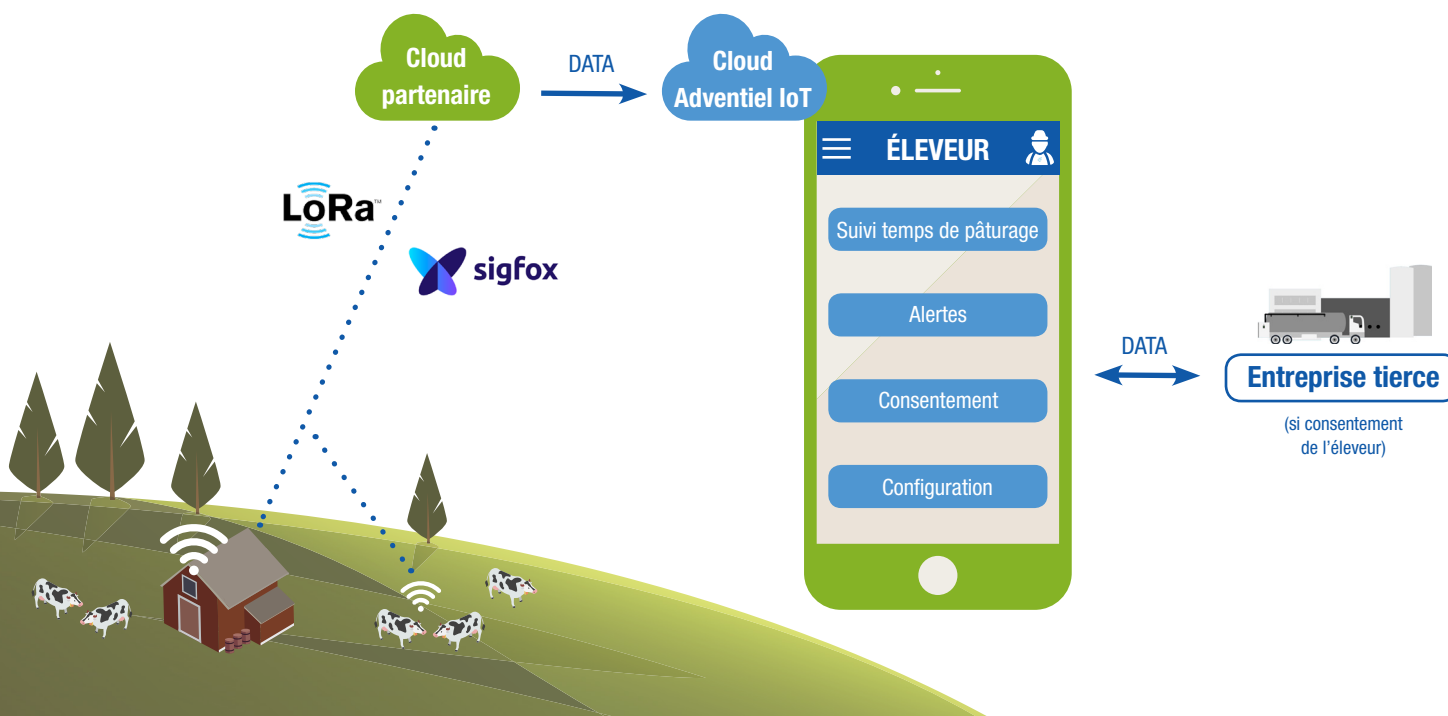 Cloud
partenaire
DATA
Cloud
Adventiel IoT
LoRa™
sigfox
ÉLEVEUR
Suivi temps de pâturage
Alertes
Consentement
Configuration
DATA
Entreprise tierce
(si consentement
de l’éleveur)